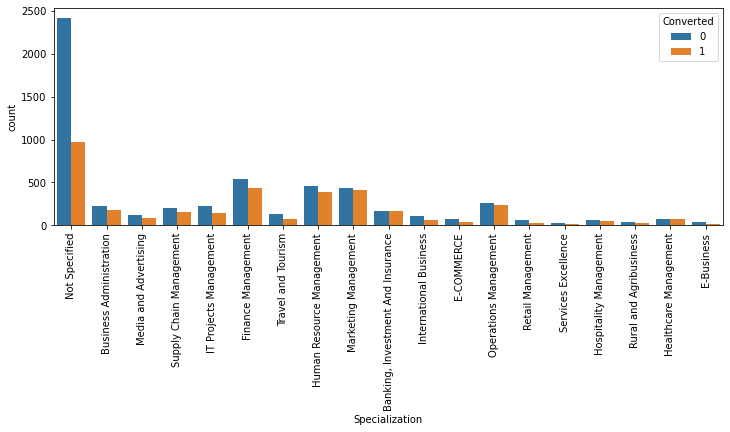 2500
2000
1500
1000
500
0
count
Converted
0
1
Not Specified
Business Administration
Media and Advertising
Supply Chain Management
IT Projects Management
Finance Management
Travel and Tourism
Human Resource Management
Marketing Management
Banking, Investment And Insurance
International Business
E-COMMERCE
Operations Management
Retail Management
Services Excellence
Hospitality Management
Rural and Agribusiness
Healthcare Management
E-Business
Specialization